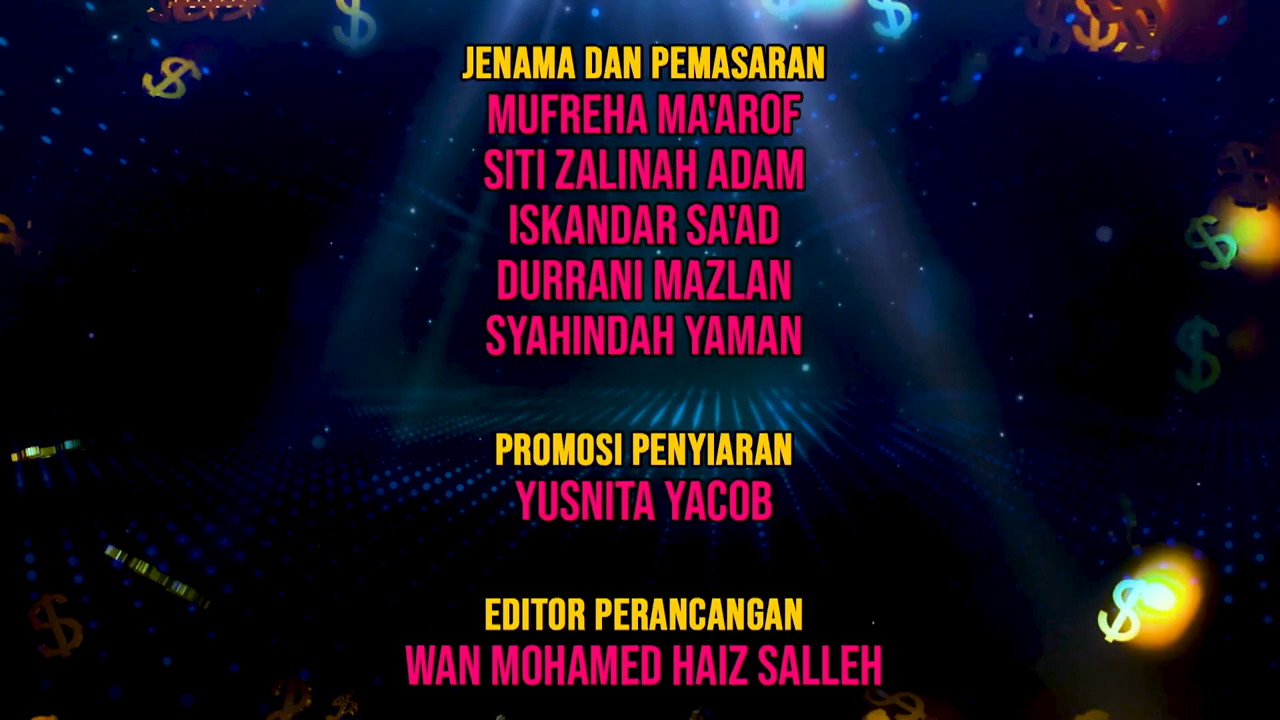 JENAMA DAN PEMASARAN
MUFREHA MA'AROF
SITI ZALINAH ADAM
ISKANDAR SA'AD
DURRANI MAZLAN
SYAHINDAH YAMAN
PROMOSI PENYIARAN
YUSNITA YACOB
EDITOR PERANCANGAN
WAN MOHAMED HAIZ SALLEH